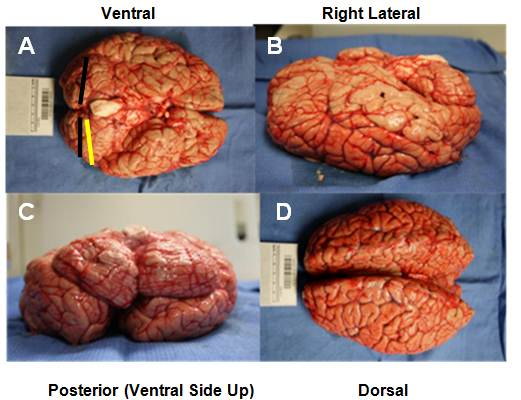 Ventral
Right Lateral
A
B
C
D
Posterior (Ventral Side Up)
Dorsal